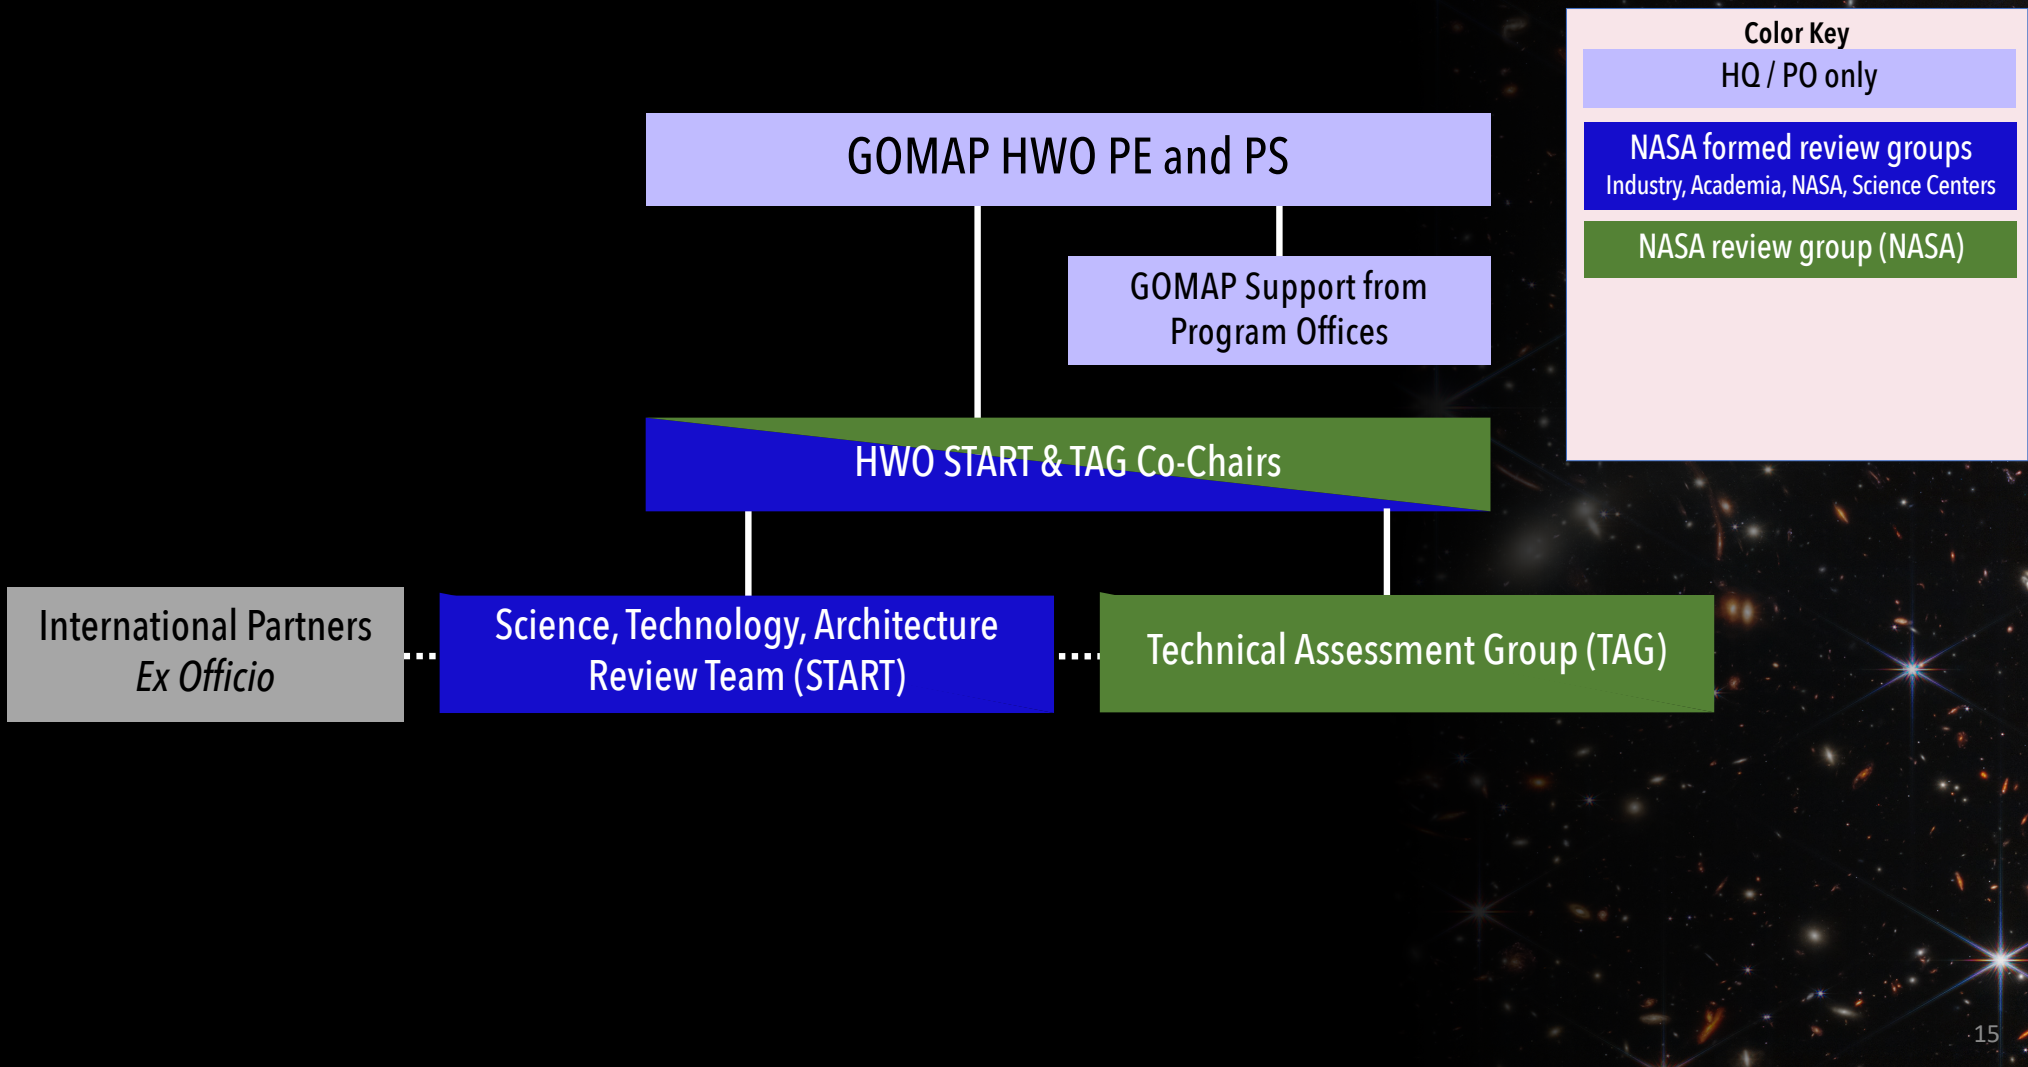 Color Key
HQ / PO only
NASA formed review groups
Industry, Academia, NASA, Science Centers
NASA review group (NASA)
GOMAP HWO PE and PS
GOMAP Support from
Program Offices
HWO START & TAG Co-Chairs
International Partners
Ex Officio
Science, Technology, Architecture
Review Team (START)
Technical Assessment Group (TAG)
15